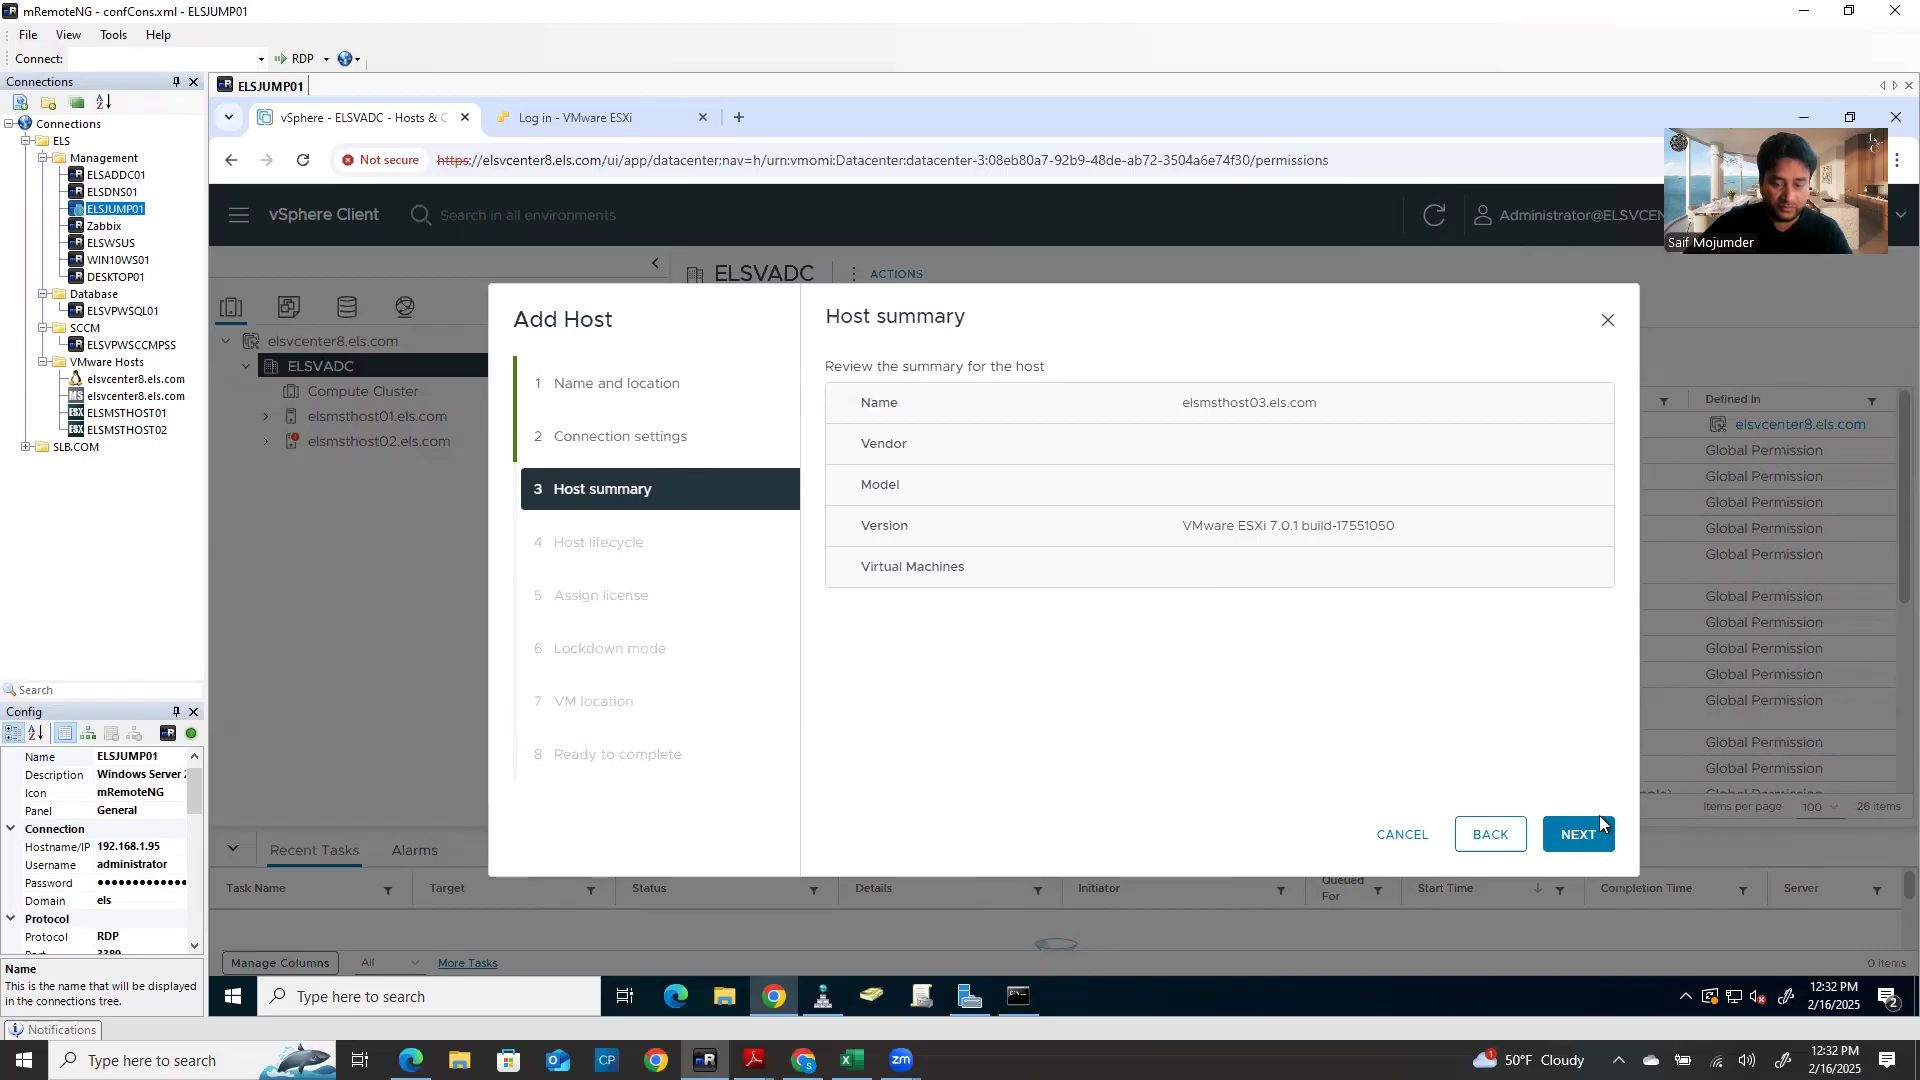 mRemoteNG - confCons.xml - ELSJUMP01
File View Tools Help
Connect: RDP
Connections
ELSJUMP01
vSphere - ELSVADC - Hosts & C
Log in - VMware ESXi
Not secure https://elsvcenter8.els.com/ui/app/datacenter;nav=h/urn:vmomi:Datacenter:datacenter-3:08eb80a7-92b9-48de-ab72-3504a6e74f30/permissions
Connections
ELS
Management
ELSADDC01
ELSDNS01
ELSJUMP01
Zabbix
ELSWSUS
WIN10WS01
DESKTOP01
Database
ELSVPWSQL01
SCCM
ELSVPWSCCMPSS
VMware Hosts
elsvcenter8.els.com
elsvcenter8.els.com
ELSMSTHOST01
ELSMSTHOST02
SLB.COM
vSphere Client
Search in all environments
Administrator@ELSVCEN
Saif Mojumder
ELSVADC
ACTIONS
elsvcenter8.els.com
ELSVADC
Compute Cluster
elsmsthost01.els.com
elsmsthost02.els.com
Add Host
1 Name and location
2 Connection settings
3 Host summary
4 Host lifecycle
5 Assign license
6 Lockdown mode
7 VM location
8 Ready to complete
Host summary
Review the summary for the host
Name elsmsthost03.els.com
Vendor
Model
Version VMware ESXi 7.0.1 build-17551050
Virtual Machines
CANCEL BACK NEXT
Defined In
elsvcenter8.els.com
Global Permission
Global Permission
Global Permission
Global Permission
Global Permission
Global Permission
Global Permission
Global Permission
Global Permission
Global Permission
Global Permission
Global Permission
Items per page 100 26 items
Search
Config
Name ELSJUMP01
Description Windows Server
Icon mRemoteNG
Panel General
Connection
Hostname/IP 192.168.1.95
Username administrator
Password ●●●●●●●●●●●●●
Domain els
Protocol
Protocol RDP
Port 3389
Name
This is the name that will be displayed
in the connections tree.
Notifications
Recent Tasks Alarms
Task Name Target Status Details Initiator Queued For Start Time Completion Time Server
Manage Columns All More Tasks
0 items
Type here to search
12:32 PM
2/16/2025
2
Type here to search
50°F Cloudy
12:32 PM
2/16/2025